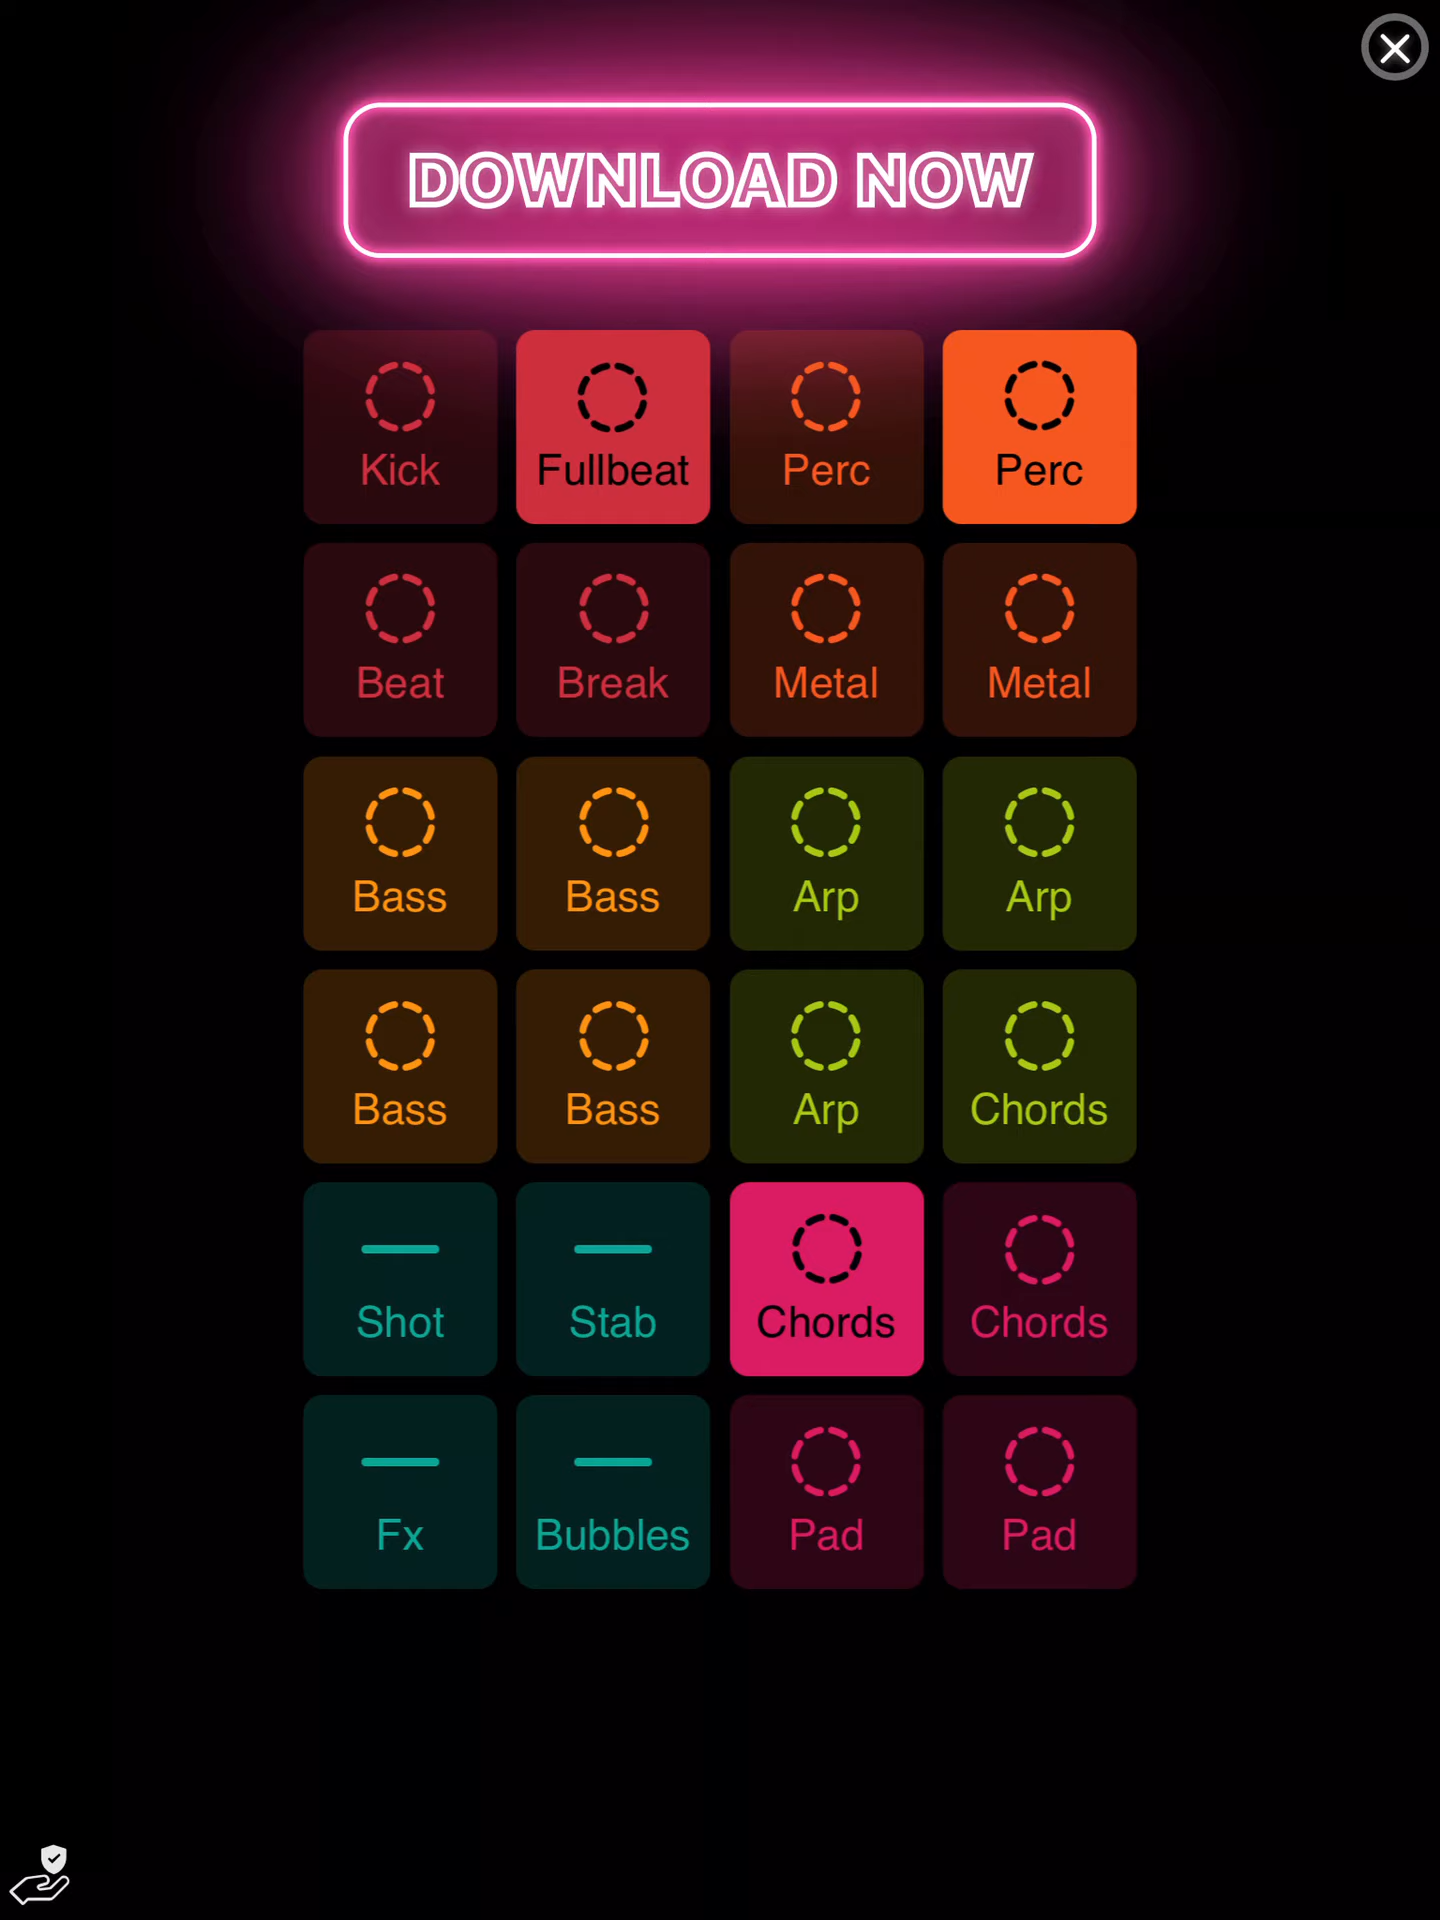 DOWNLOAD NOW
Kick Fullbeat Perc Perc
Beat Break Metal Metal
Bass Bass Arp Arp
Bass Bass Arp Chords
Shot Stab Chords Chords
Fx Bubbles Pad Pad